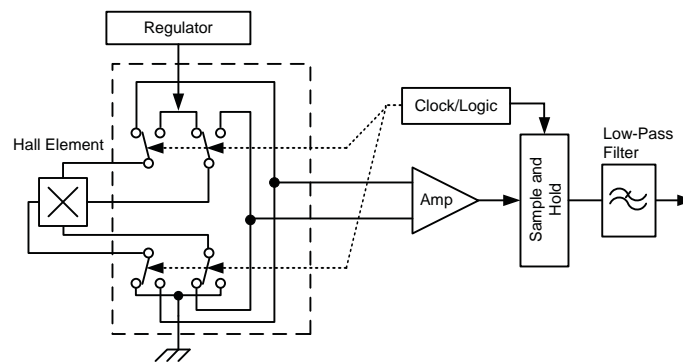 Regulator
Clock/Logic
Hall Element
Low-Pass
Filter
Amp
Sample and
Hold